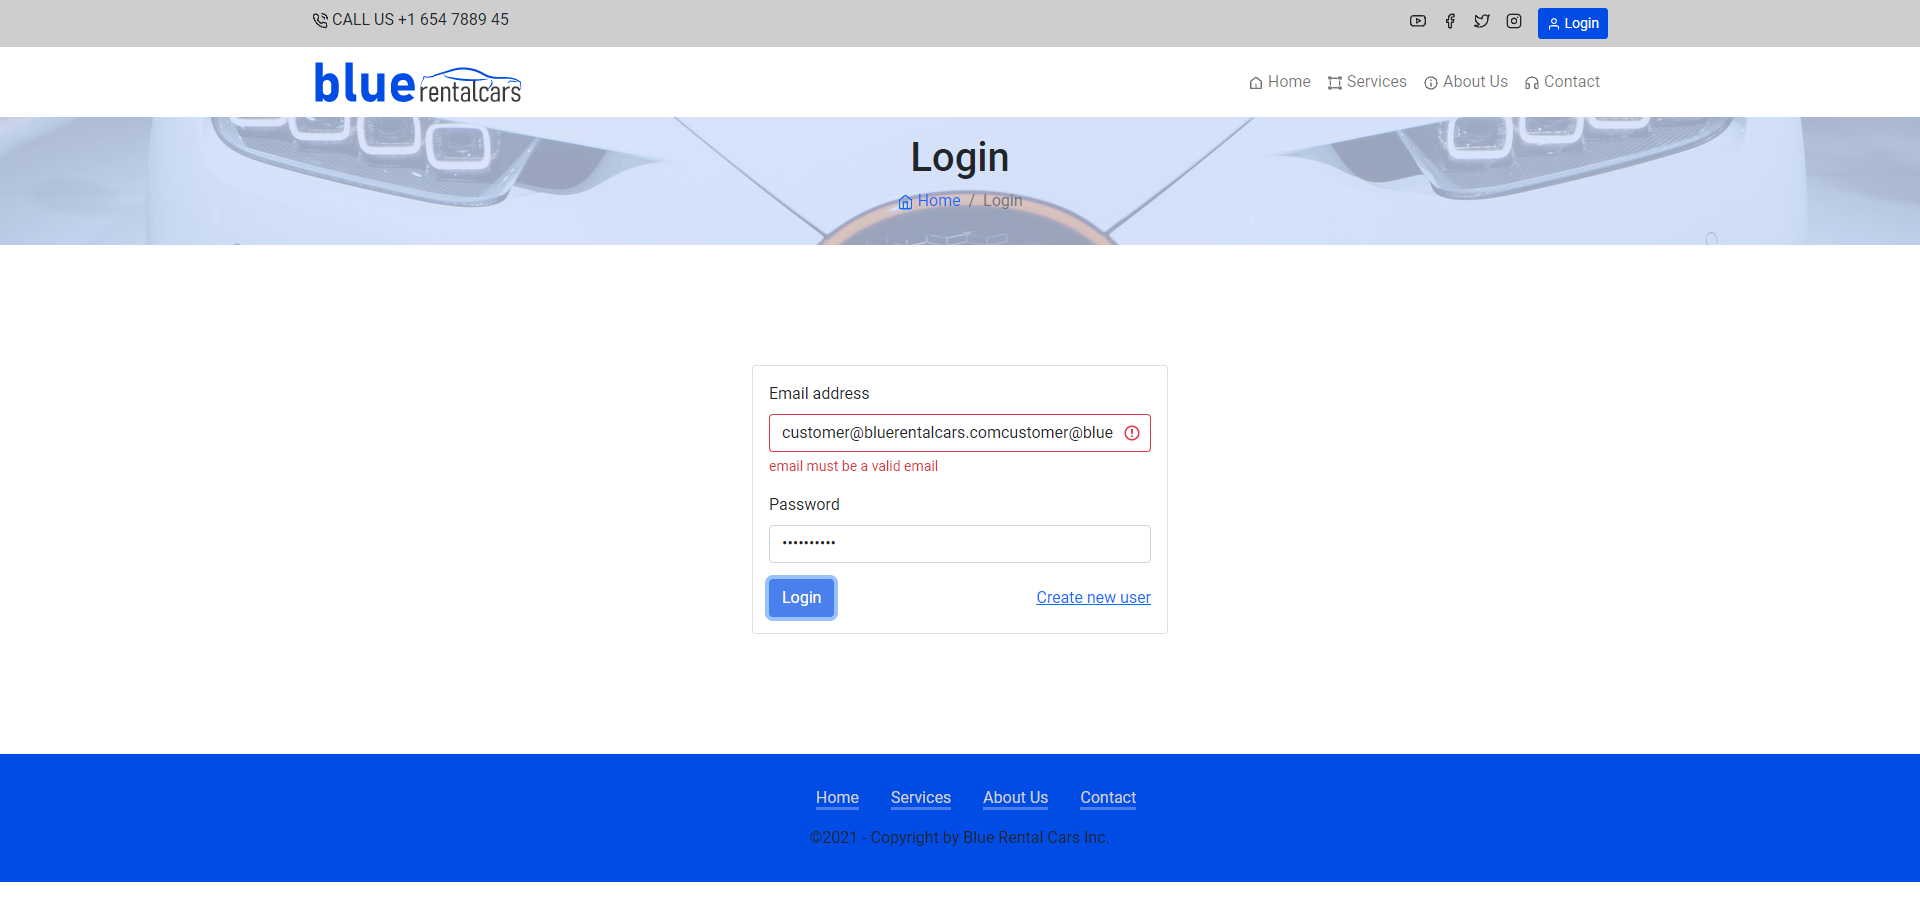 CALL US +1 654 7889 45
Login
blue rentalcars
Home Services About Us Contact
Login
Home / Login
Email address
customer@bluerentalcars.comcustomer@blue
email must be a valid email
Password
••••••••••
Login Create new user
Home Services About Us Contact
©2021 - Copyright by Blue Rental Cars Inc.